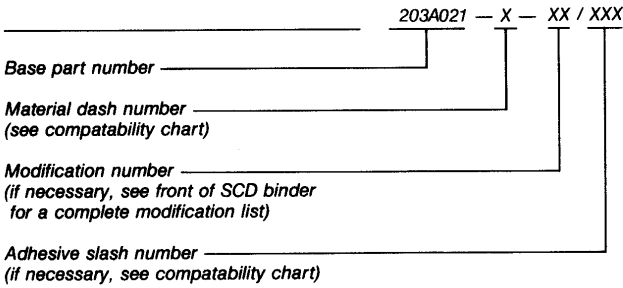 203A021 — X — XX / XXX
Base part number
Material dash number
(see compatability chart)
Modification number
(if necessary, see front of SCD binder
for a complete modification list)
Adhesive slash number
(if necessary, see compatability chart)